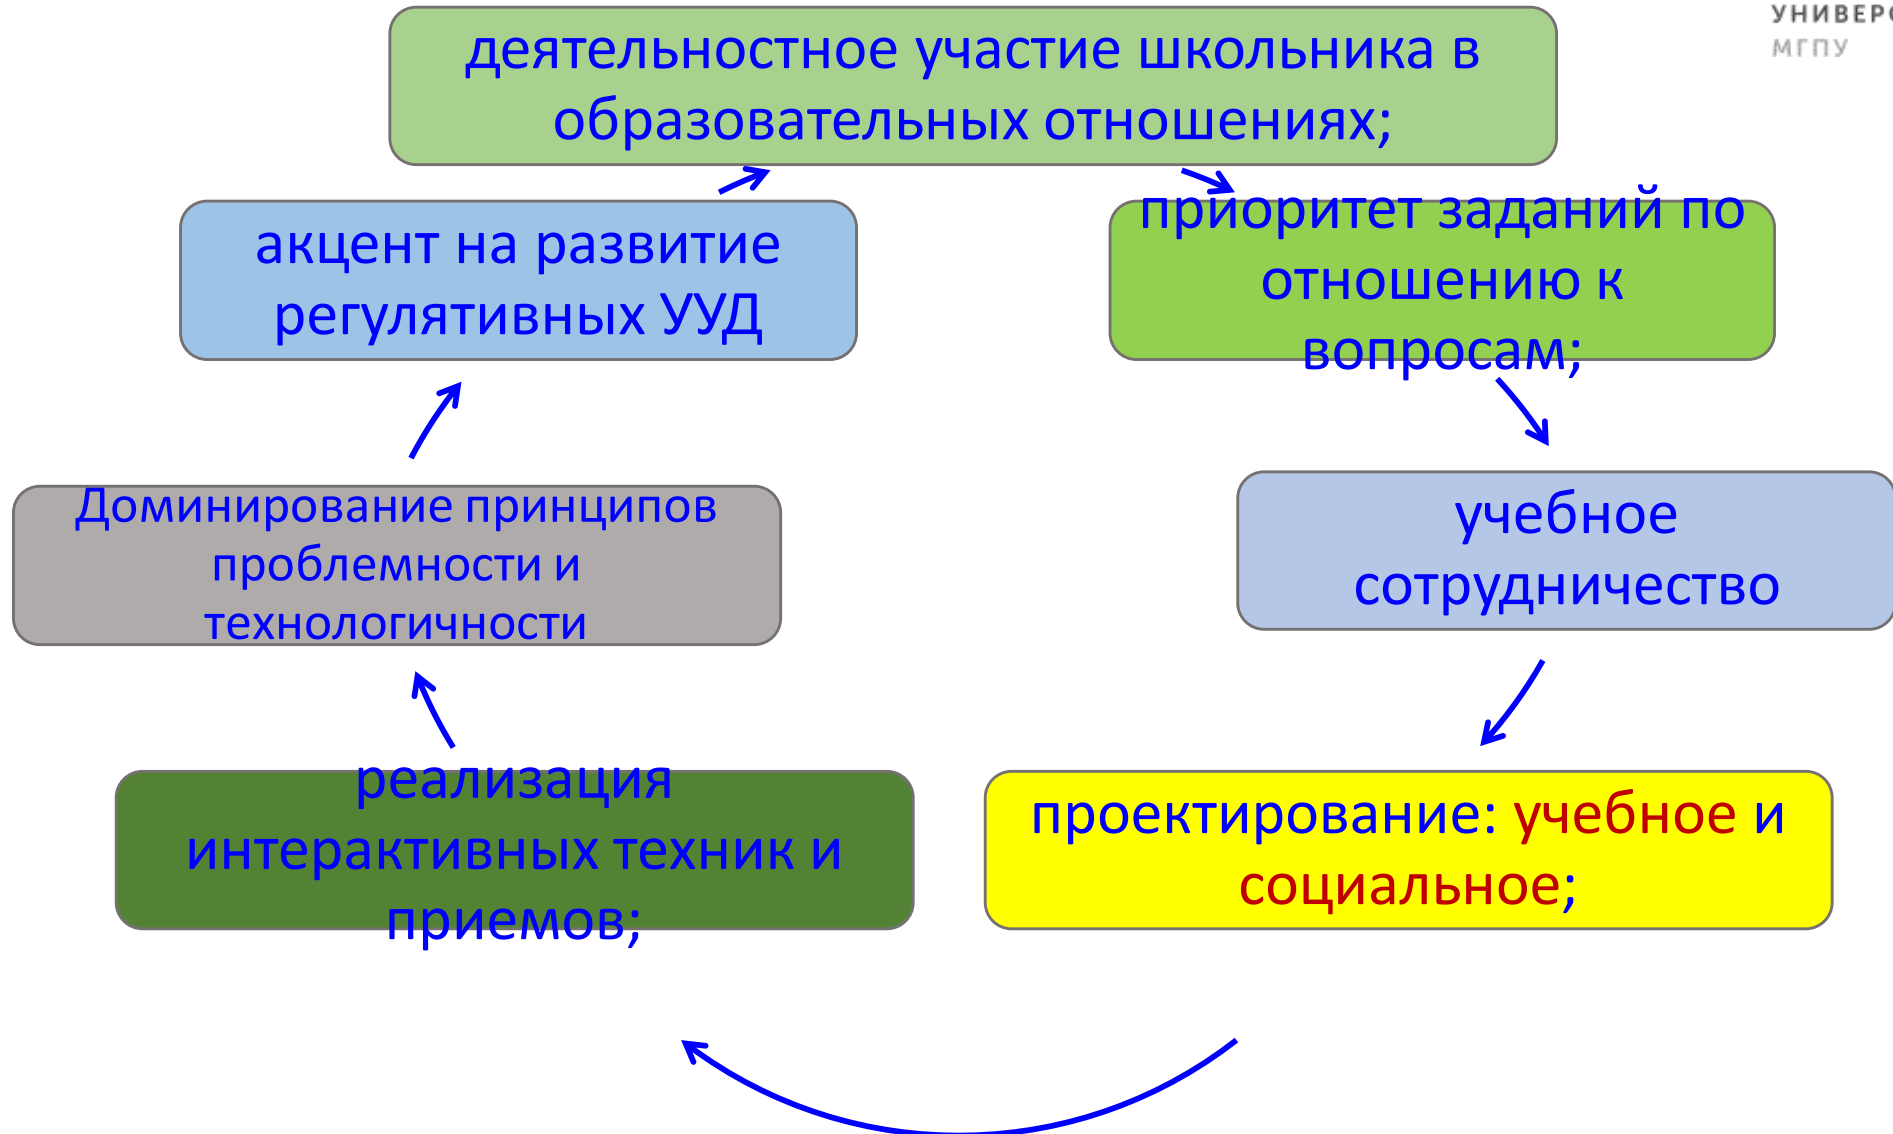 МГПУ
деятельностное участие школьника в
образовательных отношениях;
акцент на развитие
регулятивных УУД
приоритет заданий по
отношению к
вопросам;
Доминирование принципов
проблемности и
технологичности
учебное
сотрудничество
реализация
интерактивных техник и
приемов;
проектирование: учебное и
социальное;